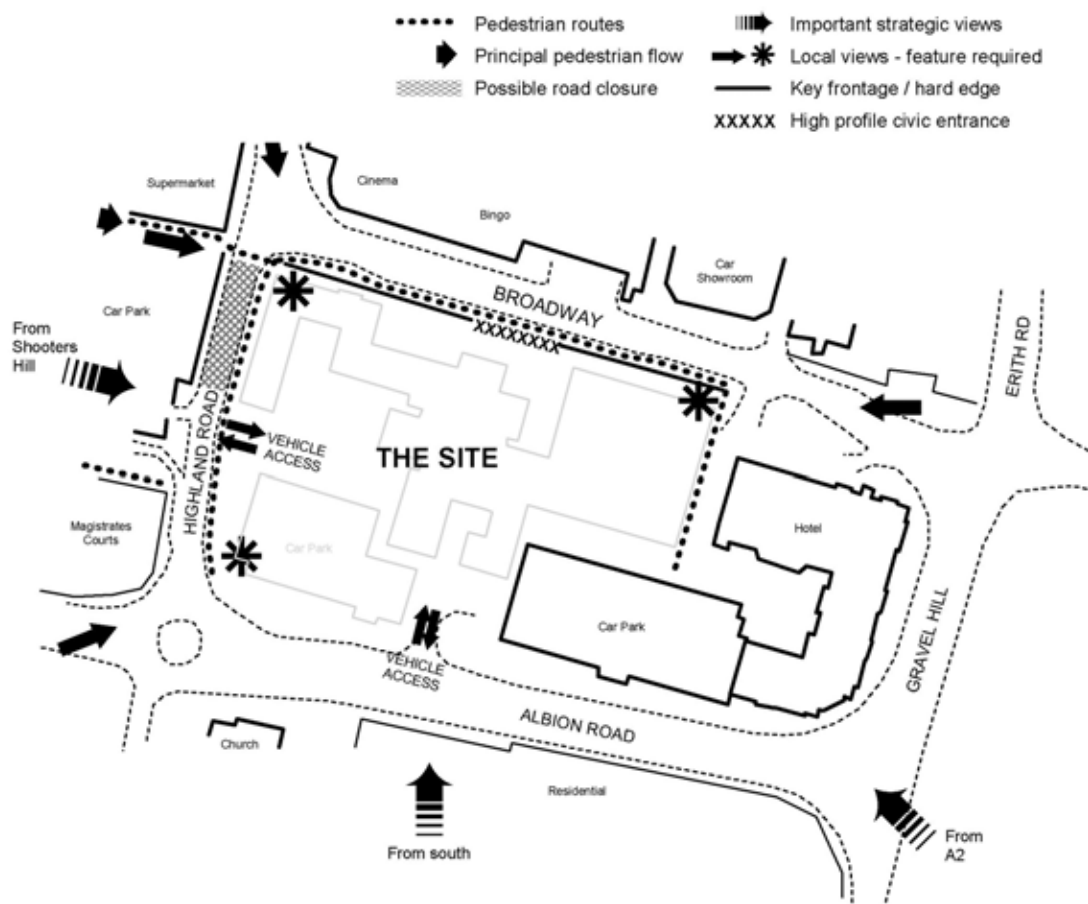 Pedestrian routes
Principal pedestrian flow
Possible road closure
Important strategic views
Local views - feature required
Key frontage / hard edge
XXXXX High profile civic entrance
Supermarket
Cinema
Bingo
Car
Showroom
BROADWAY
XXXXXXXX
ERITH RD
Car Park
From
Shooters
Hill
HIGHLAND ROAD
VEHICLE
ACCESS
THE SITE
Magistrates
Courts
Car Park
Hotel
Car Park
GRAVEL HILL
VEHICLE
ACCESS
ALBION ROAD
Church
Residential
From south
From
A2